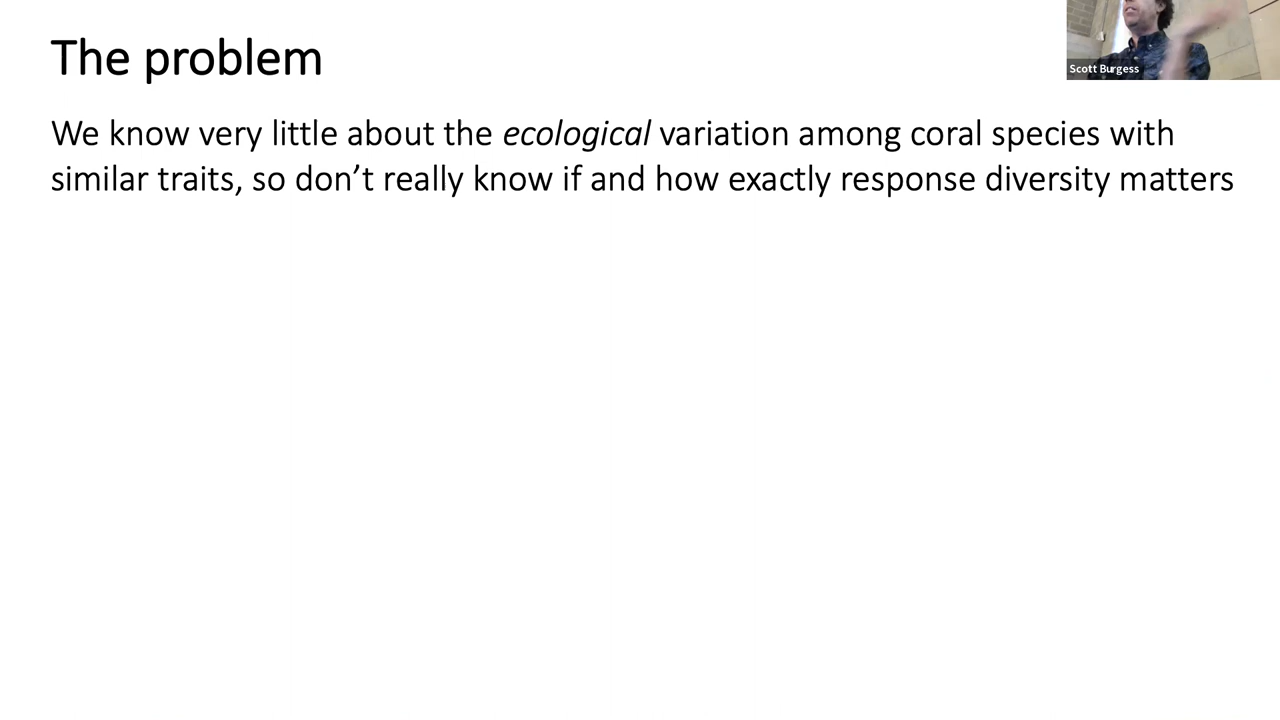 The problem
Scott Burgess
We know very little about the ecological variation among coral species with
similar traits, so don’t really know if and how exactly response diversity matters